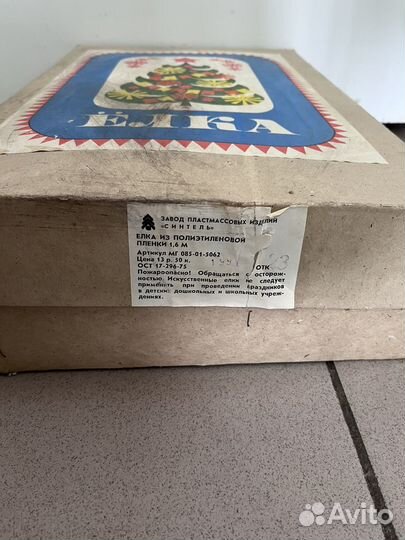 ЁЛКА
ЗАВОД ПЛАСТМАССОВЫХ ИЗДЕЛИЙ
«СИНТЕЛЬ»
ЕЛКА ИЗ ПОЛИЭТИЛЕНОВОЙ
ПЛЕНКИ 1,6 М
Артикул МГ 085-01-5062
Цена 13 р. 50 к.
ОСТ 17-296-75 ОТК
Пожароопасно! Обращаться с осторож-
ностью. Искусственные елки не следует
применять при проведении праздников
в детских дошкольных и школьных учреж-
дениях.
Avito